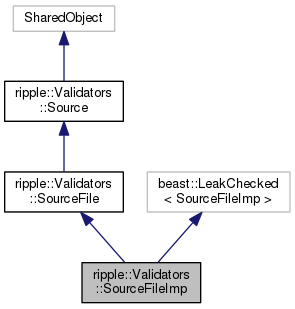 SharedObject
ripple::Validators
::Source
ripple::Validators
::SourceFile
beast::LeakChecked
< SourceFileImp >
ripple::Validators
::SourceFileImp